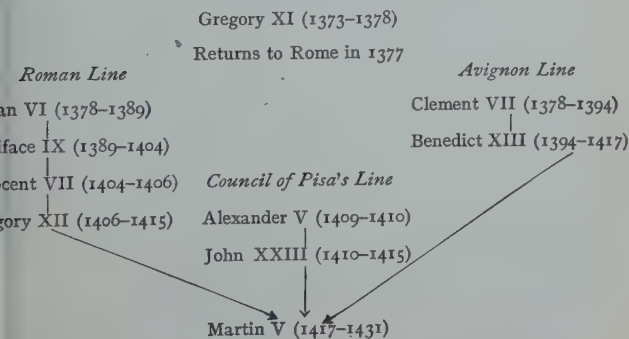 Gregory XI (1373–1378)
Returns to Rome in 1377
Roman Line
an VI (1378–1389)
iface IX (1389–1404)
cent VII (1404–1406)
gory XII (1406–1415)
Council of Pisa's Line
Alexander V (1409–1410)
John XXIII (1410–1415)
Avignon Line
Clement VII (1378–1394)
Benedict XIII (1394–1417)
Martin V (1417–1431)